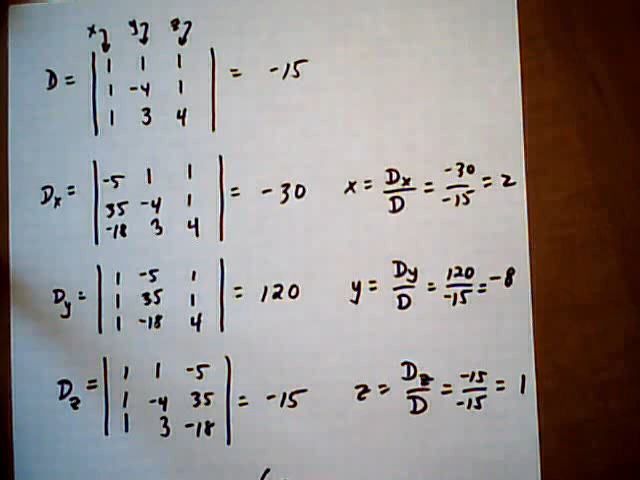 x y z
D = | 1 1 1 | = -15
| 1 -4 1 |
| 1 3 4 |
Dx = | -5 1 1 | = -30 x = Dx/D = -30/-15 = 2
| 35 -4 1 |
| -18 3 4 |
Dy = | 1 -5 1 | = 120 y = Dy/D = 120/-15 = -8
| 1 35 1 |
| 1 -18 4 |
Dz = | 1 1 -5 | = -15 z = Dz/D = -15/-15 = 1
| 1 -4 35 |
| 1 3 -18 |